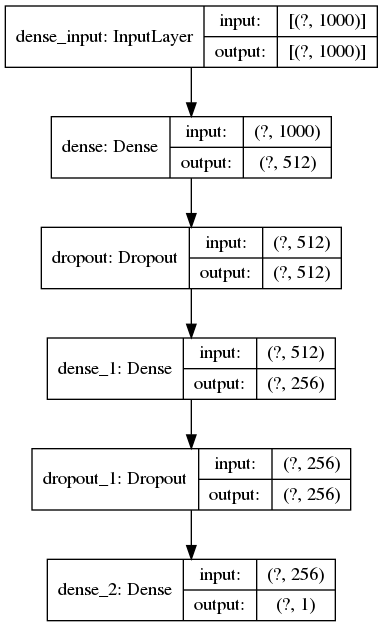 dense_input: InputLayer
input: [(?, 1000)]
output: [(?, 1000)]
dense: Dense
input: (?, 1000)
output: (?, 512)
dropout: Dropout
input: (?, 512)
output: (?, 512)
dense_1: Dense
input: (?, 512)
output: (?, 256)
dropout_1: Dropout
input: (?, 256)
output: (?, 256)
dense_2: Dense
input: (?, 256)
output: (?, 1)